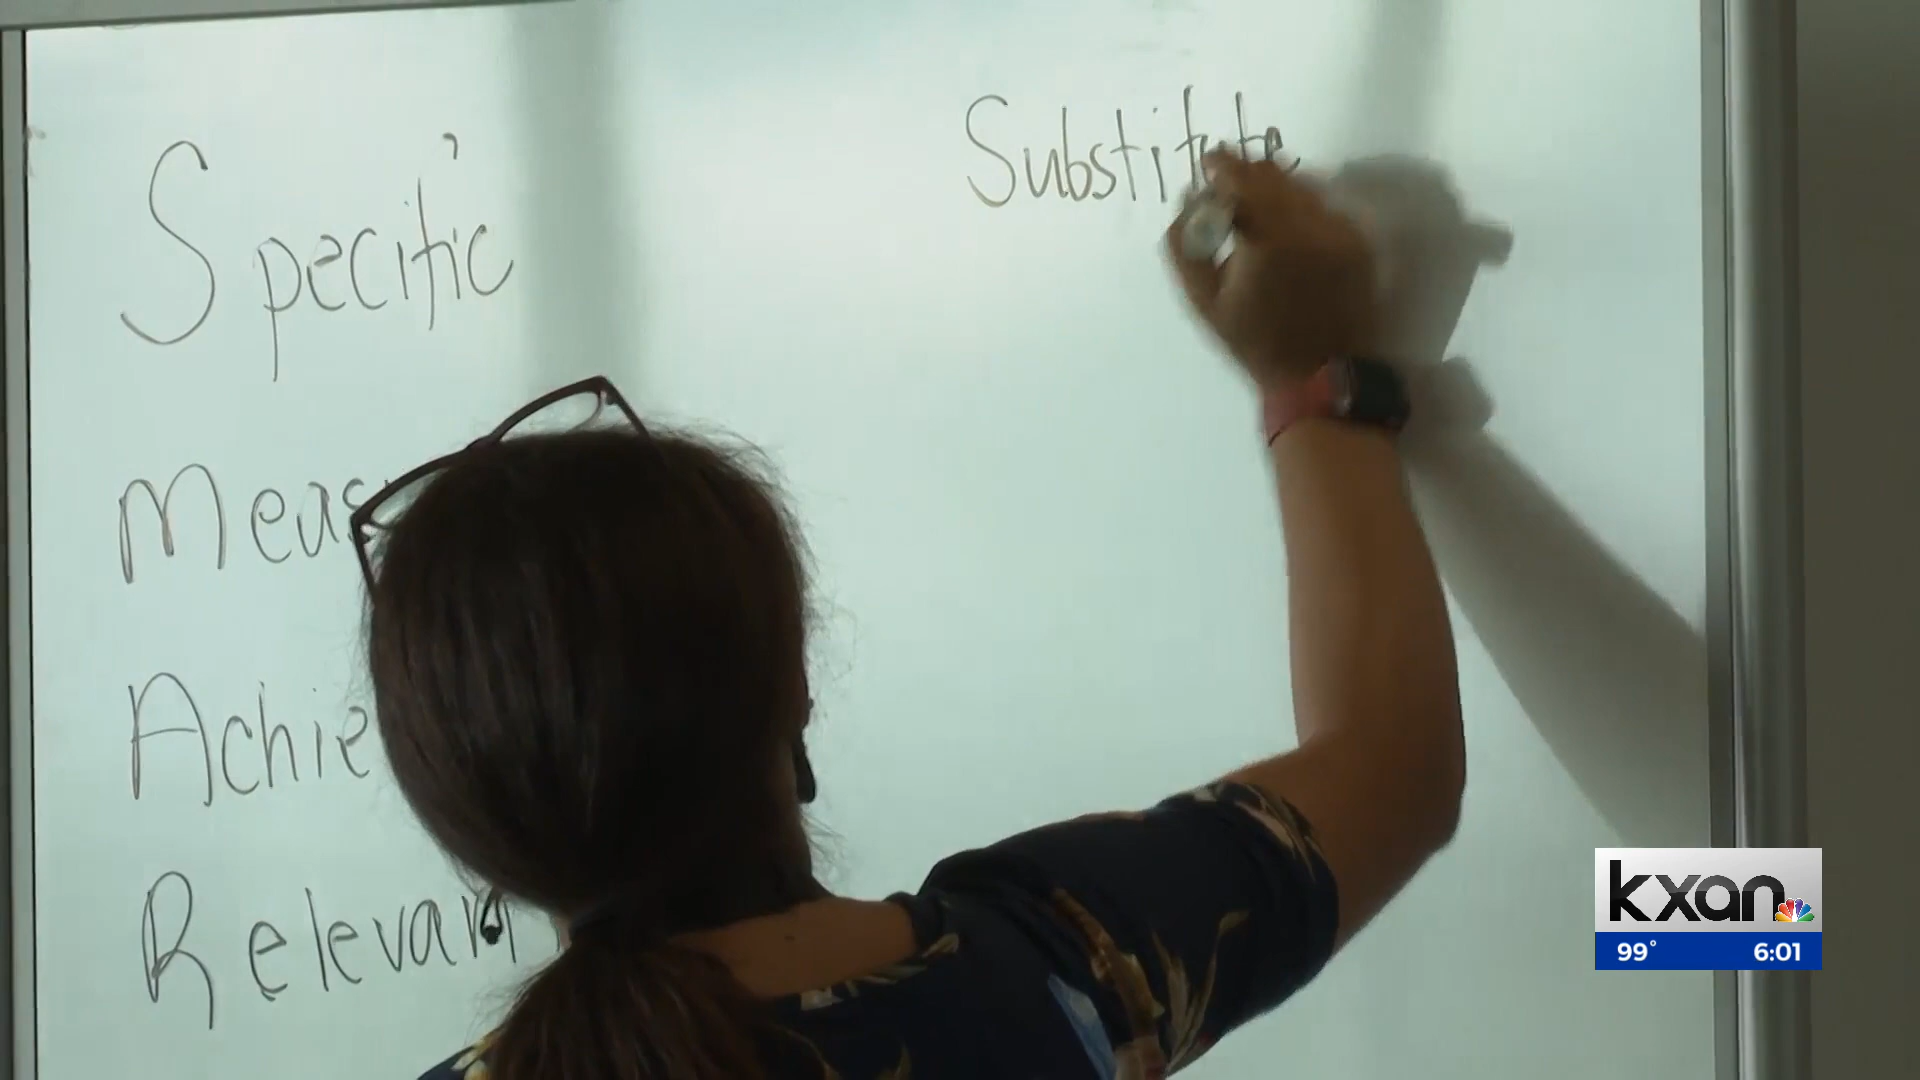 Substitute
Specific
Meas
Achie
Relevan
kxan
99° 6:01